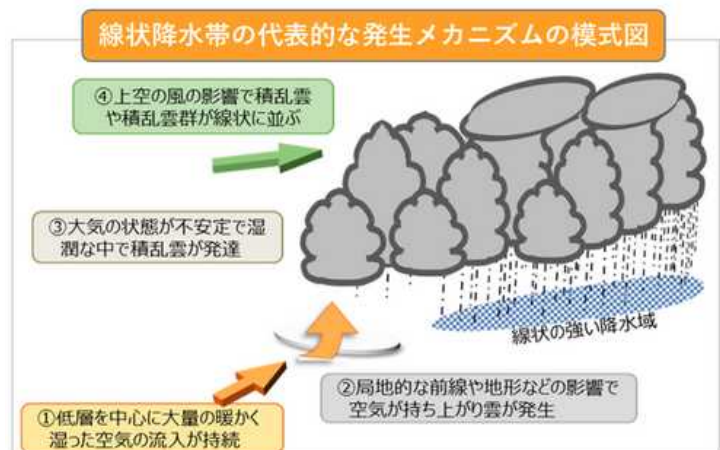 線状降水帯の代表的な発生メカニズムの模式図
④上空の風の影響で積乱雲
や積乱雲群が線状に並ぶ
③大気の状態が不安定で湿
潤な中で積乱雲が発達
線状の強い降水域
②局地的な前線や地形などの影響で
空気が持ち上がり雲が発生
①低層を中心に大量の暖かく
湿った空気の流入が持続